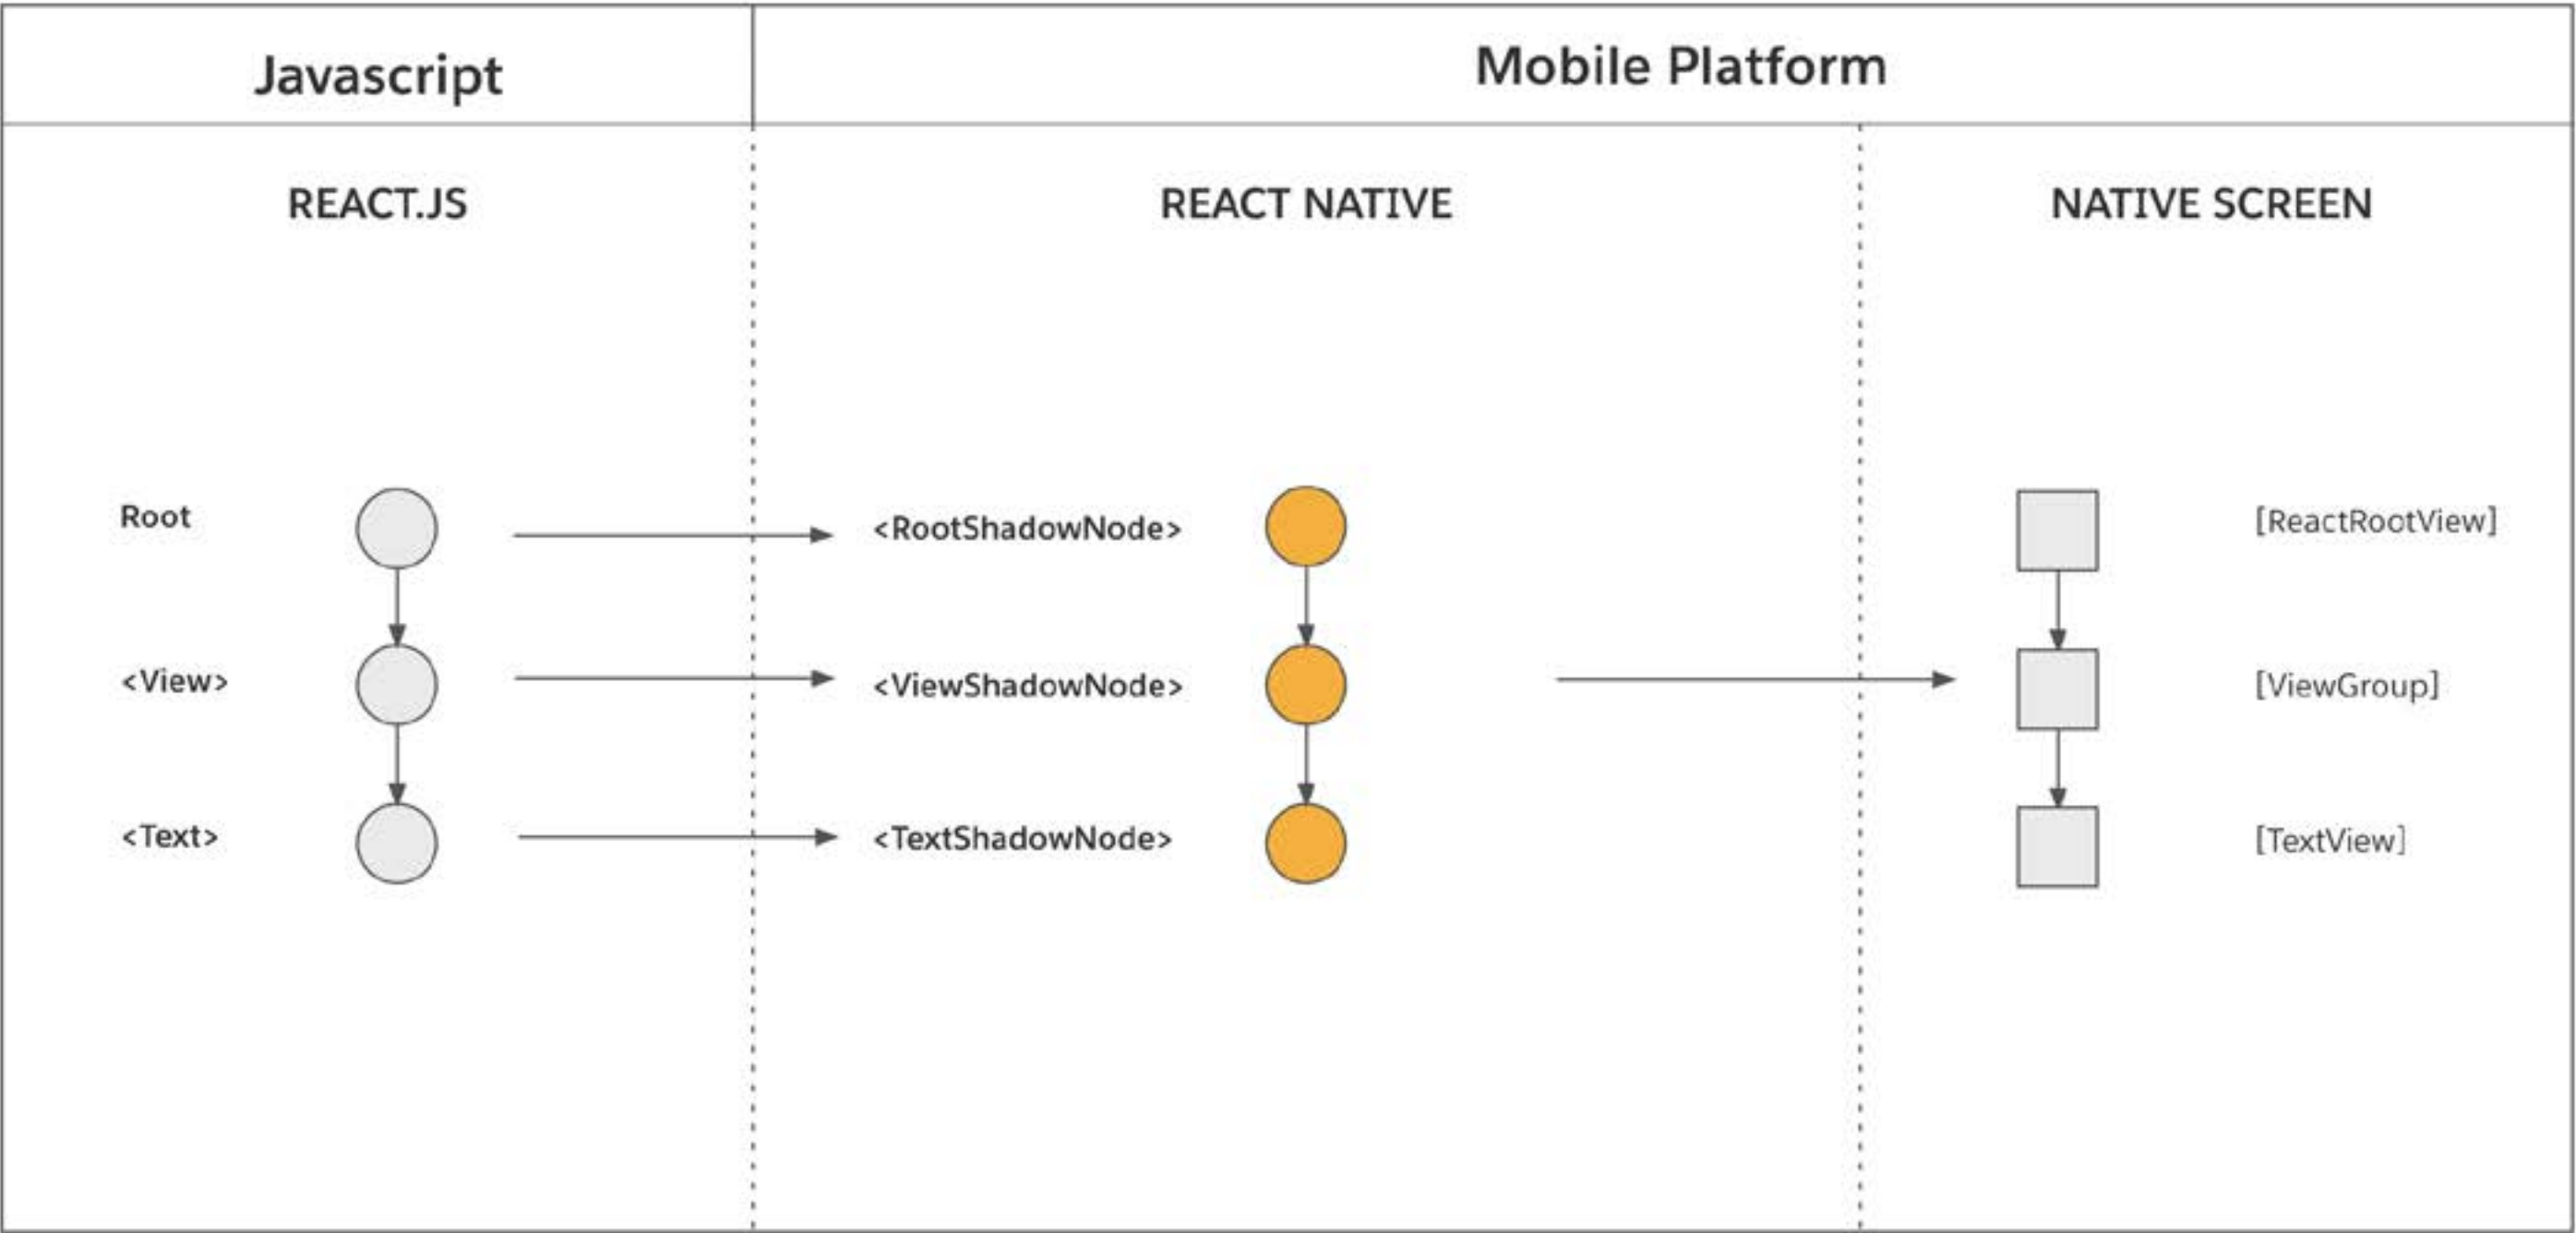 Javascript
Mobile Platform
REACT.JS
REACT NATIVE
NATIVE SCREEN
Root
<RootShadowNode>
[ReactRootView]
<View>
<ViewShadowNode>
[ViewGroup]
<Text>
<TextShadowNode>
[TextView]